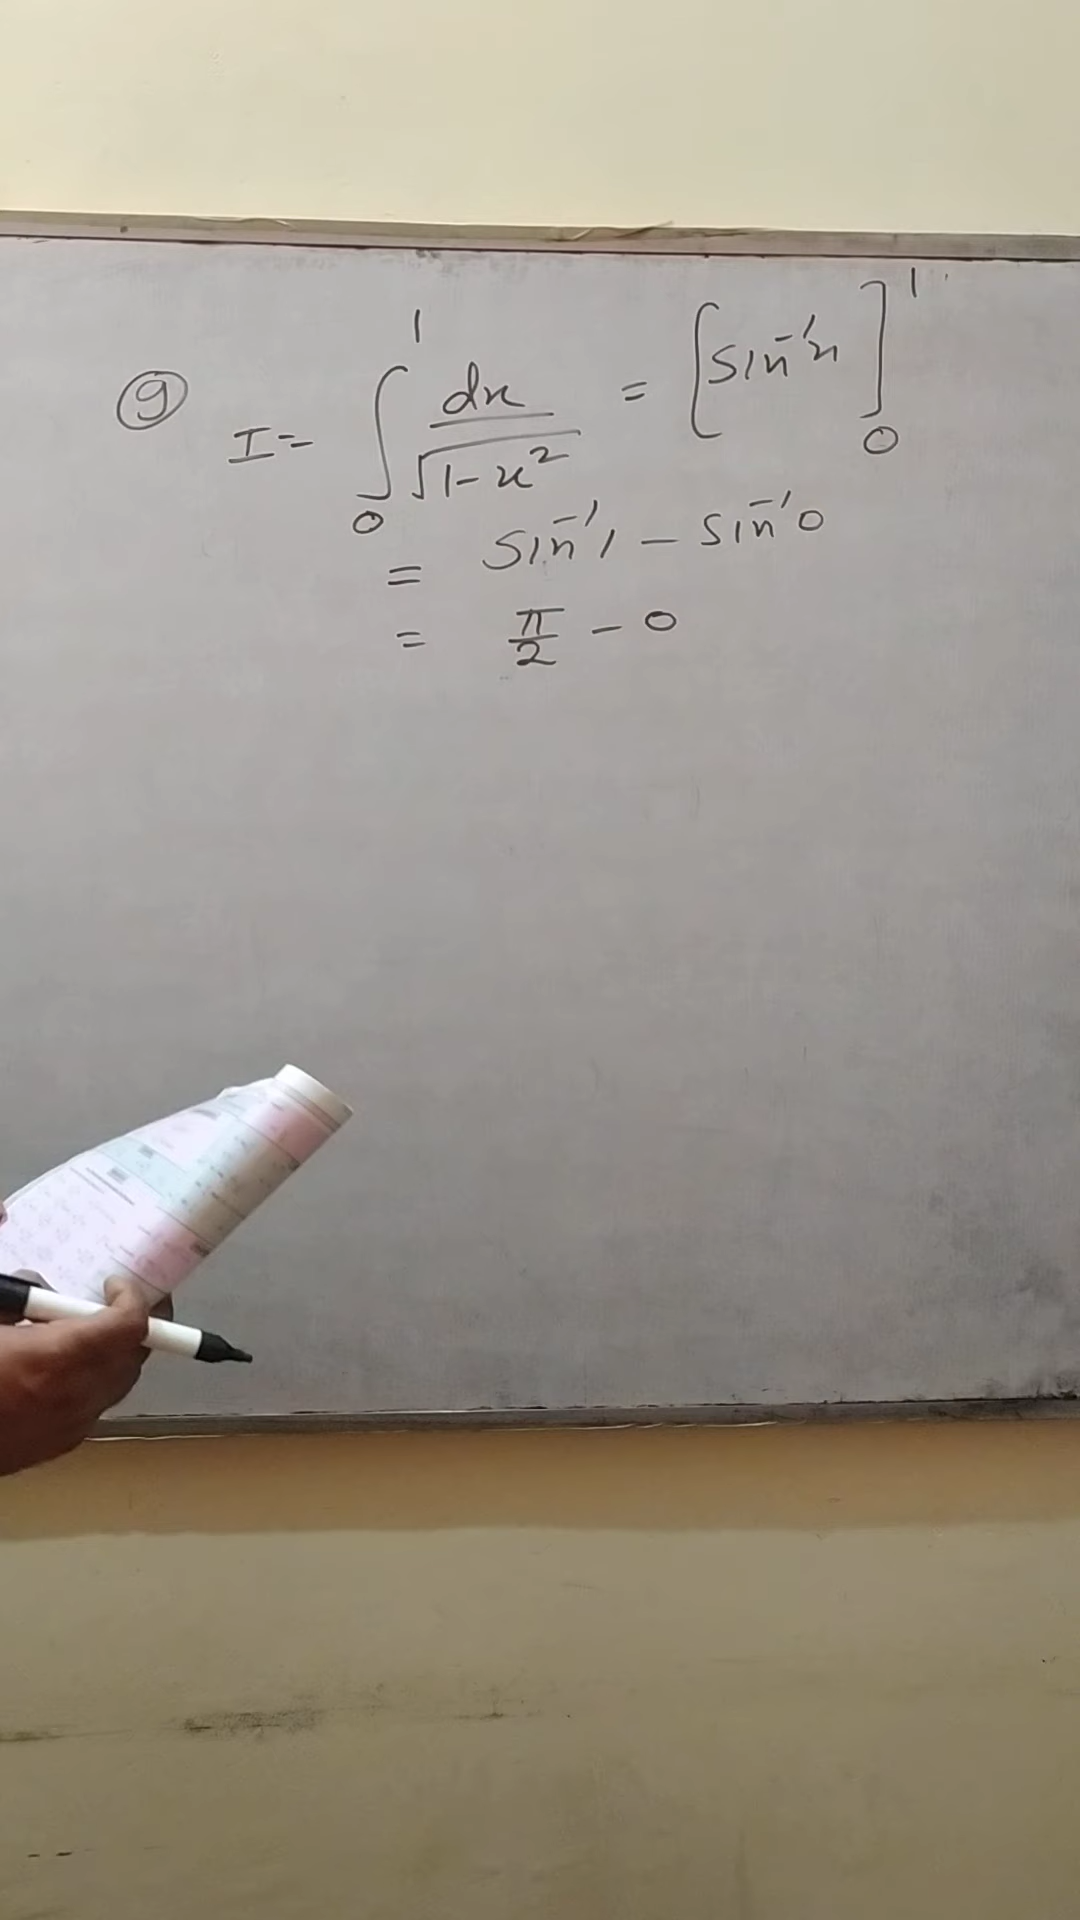 ⑨ I = ∫₀¹ dx/√(1-x²) = [sin⁻¹x]₀¹
= sin⁻¹1 - sin⁻¹0
= π/2 - 0